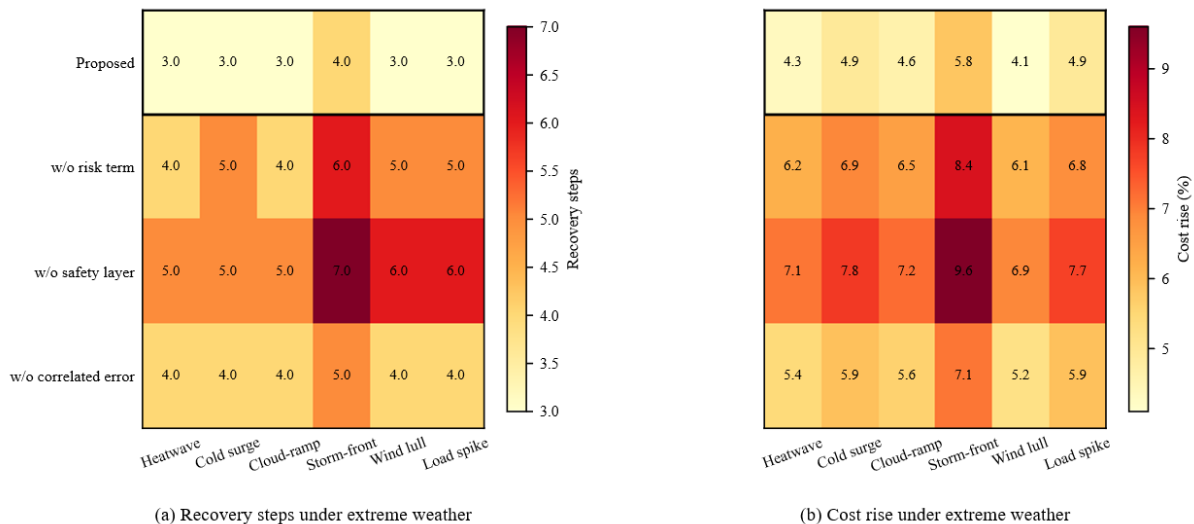 Proposed 3.0 3.0 3.0 4.0 3.0 3.0
w/o risk term 4.0 5.0 4.0 6.0 5.0 5.0
w/o safety layer 5.0 5.0 5.0 7.0 6.0 6.0
w/o correlated error 4.0 4.0 4.0 5.0 4.0 4.0
Heatwave Cold surge Cloud-ramp Storm-front Wind lull Load spike
7.0
6.5
6.0
5.5
5.0
4.5
4.0
3.5
3.0
Recovery steps
(a) Recovery steps under extreme weather
4.3 4.9 4.6 5.8 4.1 4.9
6.2 6.9 6.5 8.4 6.1 6.8
7.1 7.8 7.2 9.6 6.9 7.7
5.4 5.9 5.6 7.1 5.2 5.9
Heatwave Cold surge Cloud-ramp Storm-front Wind lull Load spike
9
8
7
6
5
Cost rise (%)
(b) Cost rise under extreme weather